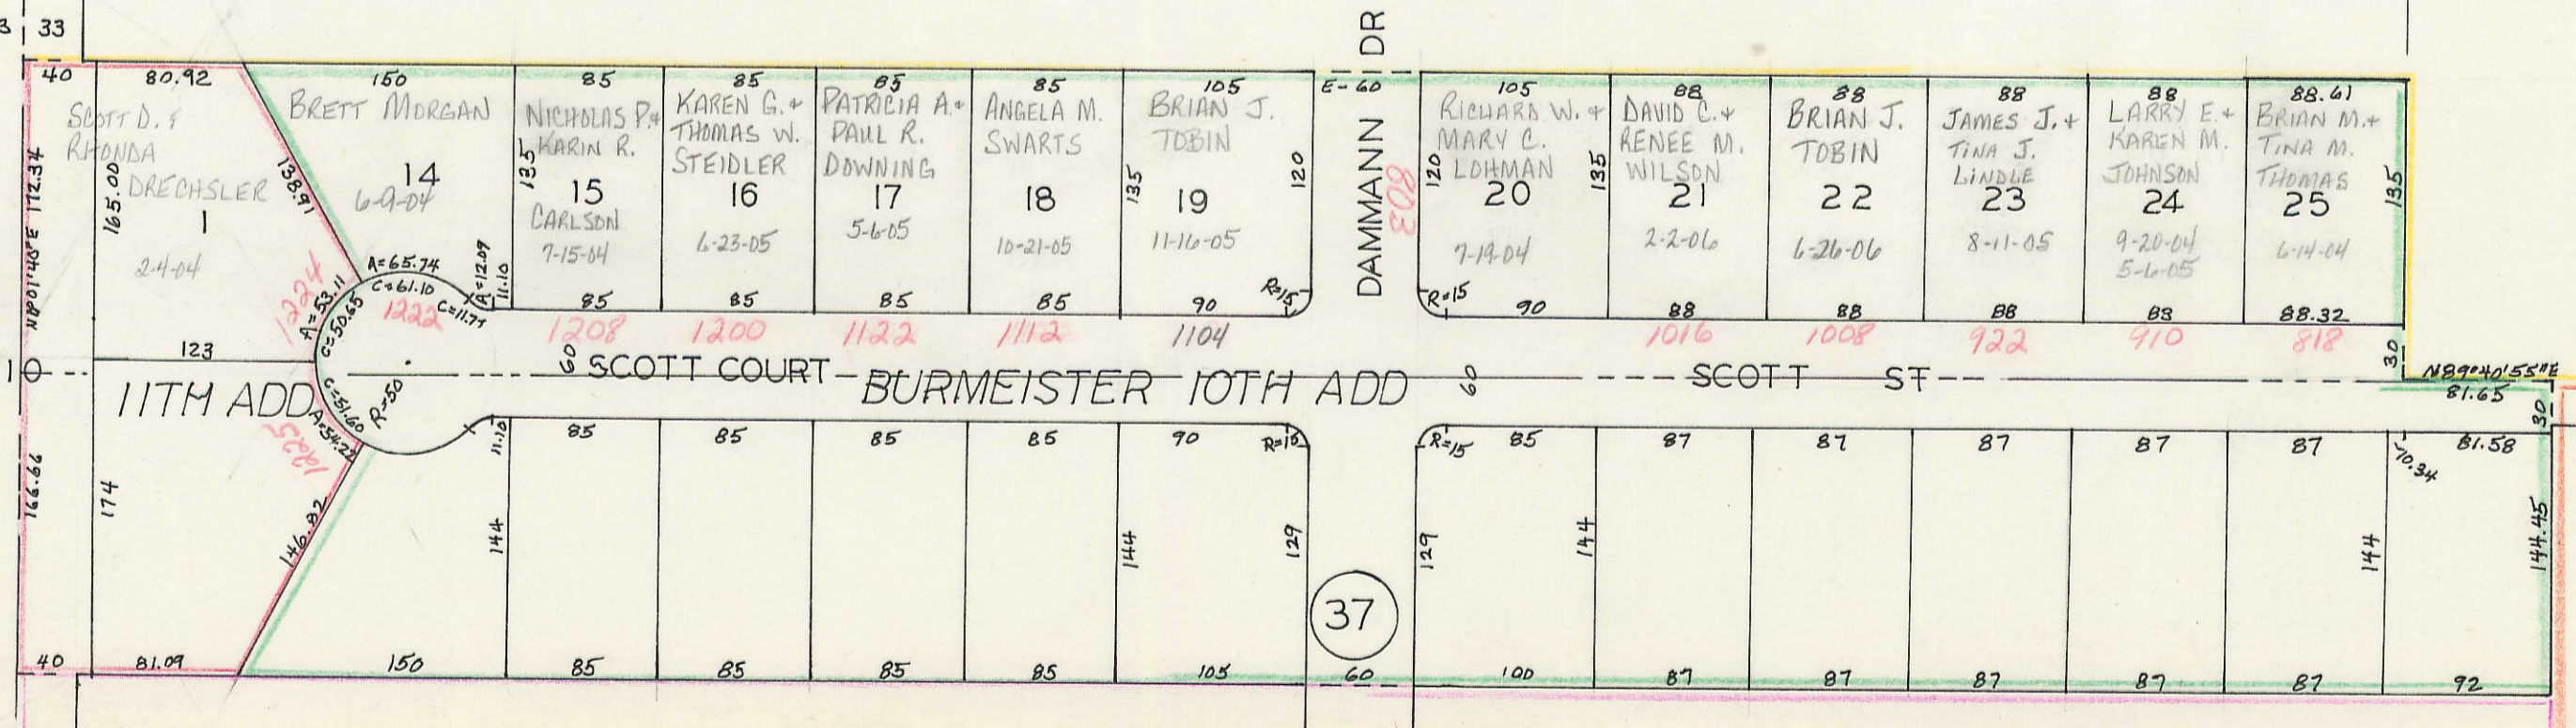 3 33
40 80.92 150 85 85 85 85 105 E-60 105 88 88 88 88 88.61
DAMMANN DR
803
SCOTT D. &
RHONDA
DRECHSLER
1
2-4-04
165.00
N0°01'40"E 172.34
138.91
BRETT MORGAN
14
6-9-04
135
NICHOLAS P. &
KARIN R.
15
CARLSON
7-15-04
KAREN G. &
THOMAS W.
STEIDLER
16
6-23-05
PATRICIA A. &
PAUL R.
DOWNING
17
5-6-05
ANGELA M.
SWARTS
18
10-21-05
135
BRIAN J.
TOBIN
19
11-16-05
120
R=15
120
RICHARD W. &
MARY C.
LOHMAN
20
7-19-04
135
R=15
DAVID C. &
RENEE M.
WILSON
21
2-2-06
BRIAN J.
TOBIN
22
6-26-06
JAMES J. &
TINA J.
LINDLE
23
8-11-05
LARRY E. &
KAREN M.
JOHNSON
24
9-20-04
5-6-05
BRIAN M. &
TINA M.
THOMAS
25
6-14-04
135
A=65.74
C=61.10
A=12.09
11.10
C=11.79
A=53.11
C=50.65
1224
1222
85 85 85 85 90 90 88 88 88 88 88.32
1208 1200 1122 1112 1104 1016 1008 922 910 818
123
10
60 SCOTT COURT BURMEISTER 10TH ADD 60 SCOTT ST
30
N89°40'55"E
81.65
30
11TH ADD
C=51.60
A=54.22
R=50
1225
11.10
85 85 85 85 90 R=15 R=15 85 87 87 87 87 87 81.58
10.34
166.66
174
146.82
144
144
129
129
144
144
144.45
37
40 81.09 150 85 85 85 85 105 60 100 87 87 87 87 87 92